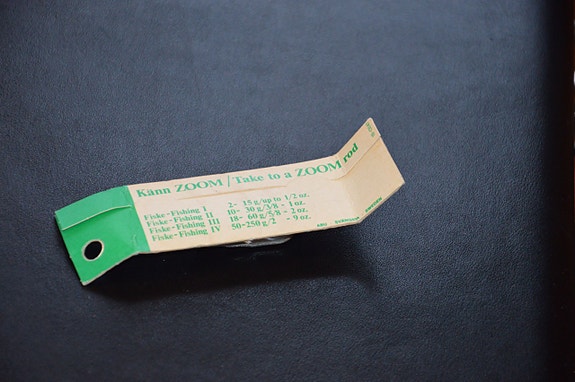 Känn ZOOM / Take to a ZOOM rod
Fiske-Fishing I 2- 15 g/up to 1/2 oz.
Fiske-Fishing II 10- 30 g/3/8 - 1 oz.
Fiske-Fishing III 18- 60 g/5/8 - 2 oz.
Fiske-Fishing IV 50-250 g/2 - 9 oz.